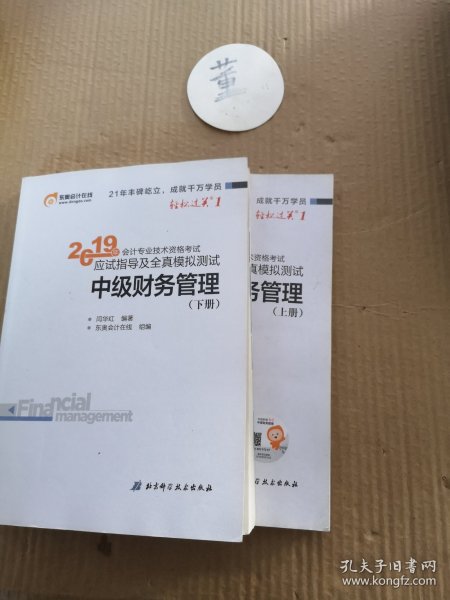 董
东奥会计在线
www.dongao.com
21年丰碑屹立,成就千万学员
轻松过关®1
2019年会计专业技术资格考试
应试指导及全真模拟测试
中级财务管理
(下册)
闫华红 编著
东奥会计在线 组编
Financial
management
北京科学技术出版社
成就千万学员
轻松过关®1
术资格考试
真模拟测试
务管理
(上册)
孔夫子旧书网
www.kongfz.com